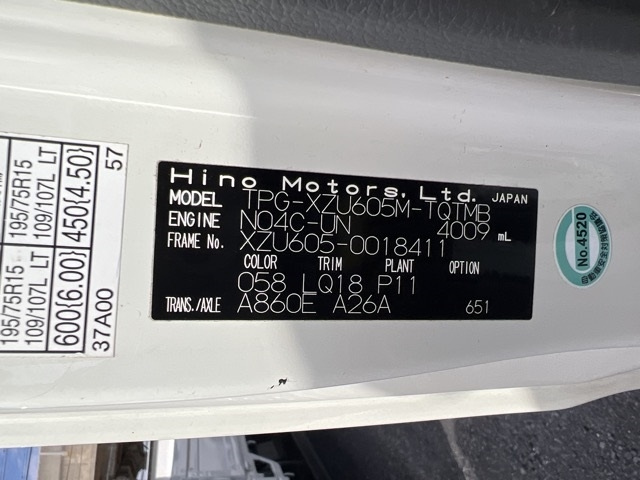 Hino Motors, Ltd. JAPAN
MODEL TPG-XZU605M-TQTMB
ENGINE N04C-UN 4009 mL
FRAME No. XZU605-0018411
COLOR TRIM PLANT OPTION
058 LQ18 P11
TRANS./AXLE A860E A26A 651
195/75R15 195/75R15
109/107L LT 109/107L LT
600{6.00} 450{4.50}
37A00 57
No.4520